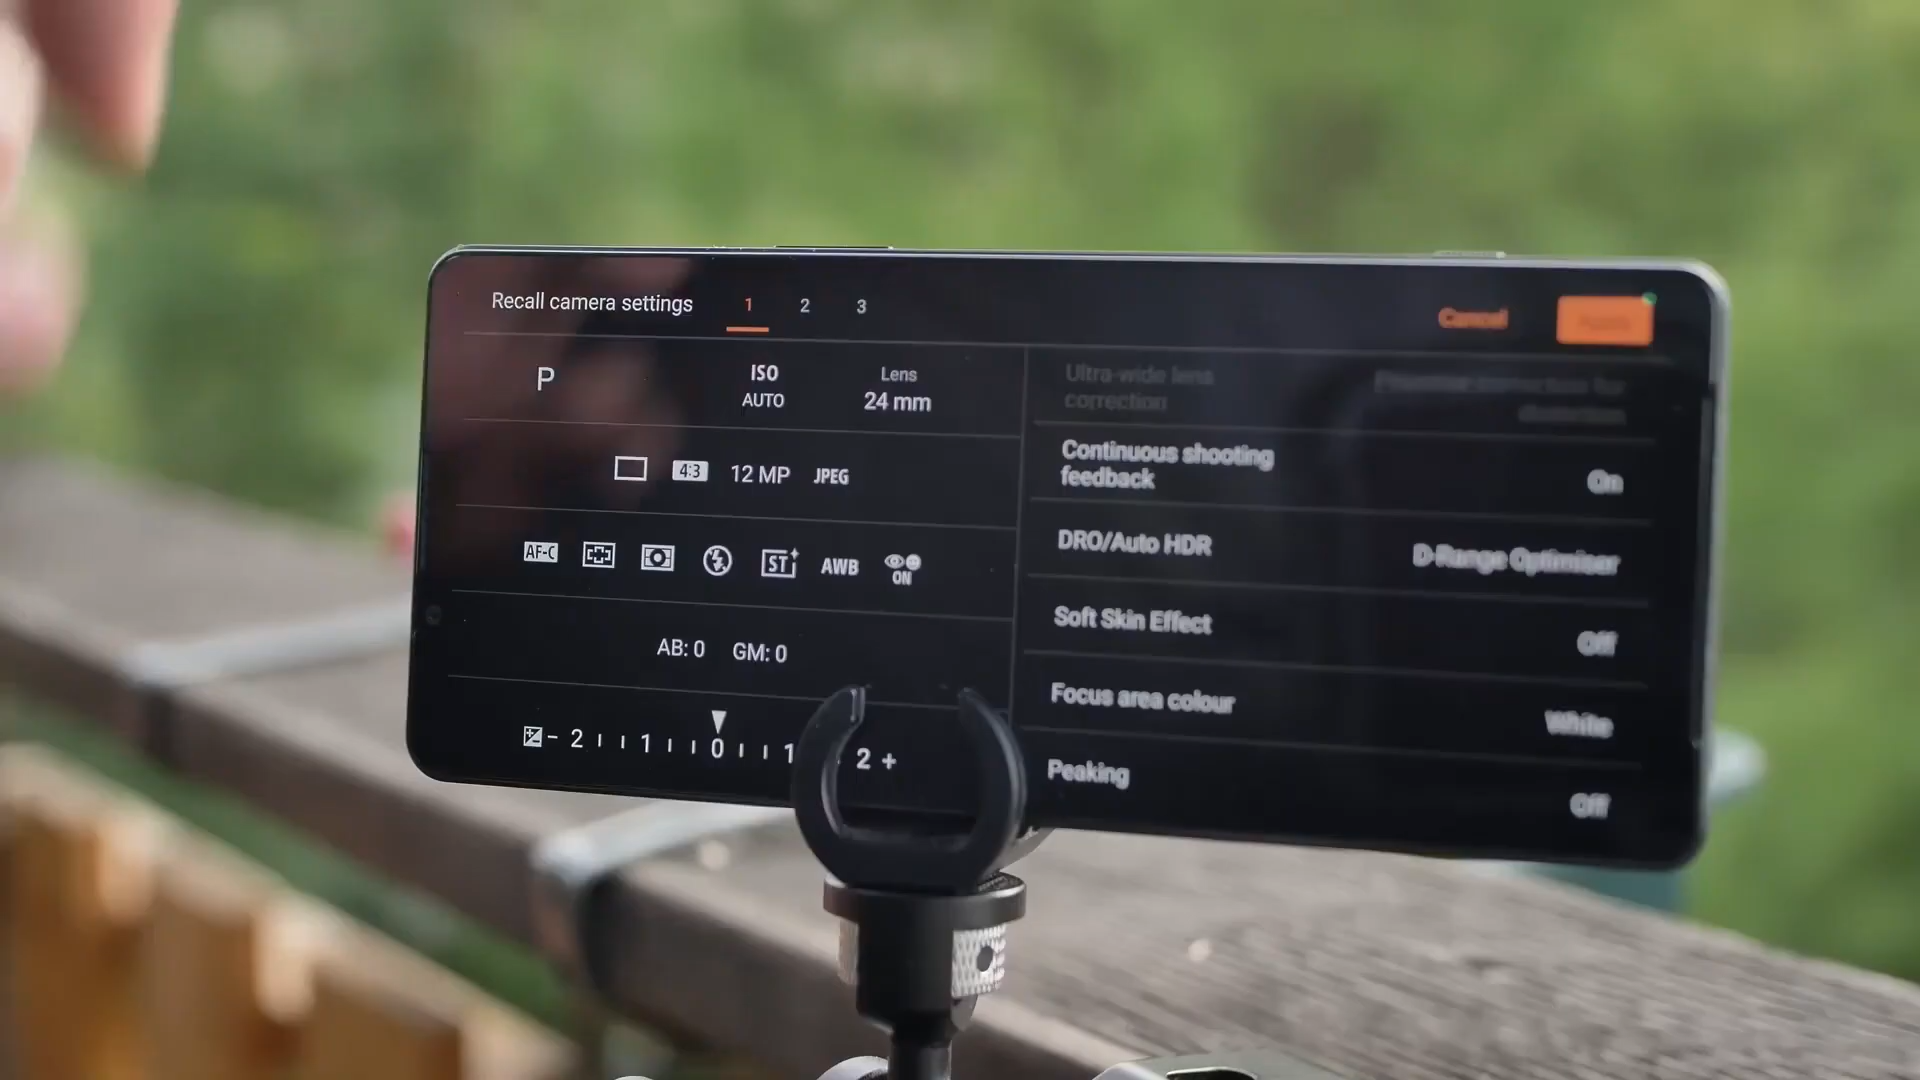 Recall camera settings 1 2 3 Cancel
P ISO AUTO Lens 24 mm
4:3 12 MP JPEG
AF-C ST+ AWB ON
AB: 0 GM: 0
− 2 1 0 1 2 +
Ultra-wide lens correction
Continuous shooting feedback On
DRO/Auto HDR D-Range Optimiser
Soft Skin Effect Off
Focus area colour White
Peaking Off